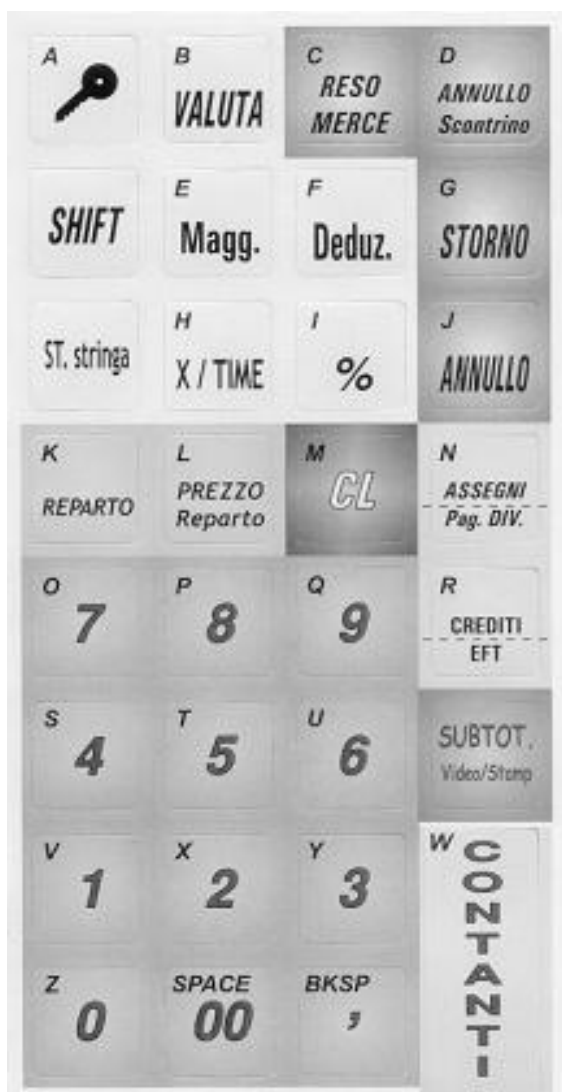 A
B
VALUTA
C
RESO
MERCE
D
ANNULLO
Scontrino
SHIFT
E
Magg.
F
Deduz.
G
STORNO
ST. stringa
H
X / TIME
I
%
J
ANNULLO
K
REPARTO
L
PREZZO
Reparto
M
CL
N
ASSEGNI
Pag. DIV.
O
7
P
8
Q
9
R
CREDITI
EFT
S
4
T
5
U
6
SUBTOT.
Video/Stamp
V
1
X
2
Y
3
W
CONTANTI
Z
0
SPACE
00
BKSP
,